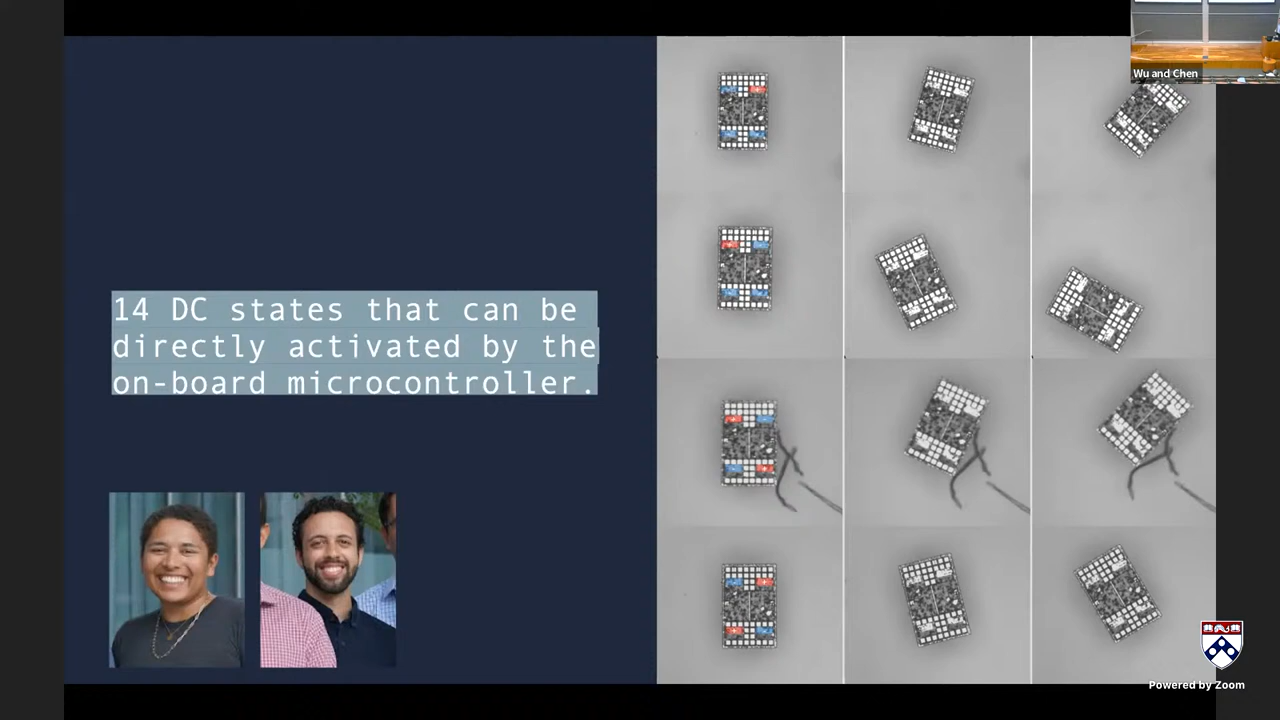 Wu and Chen
14 DC states that can be
directly activated by the
on-board microcontroller.
Powered by Zoom